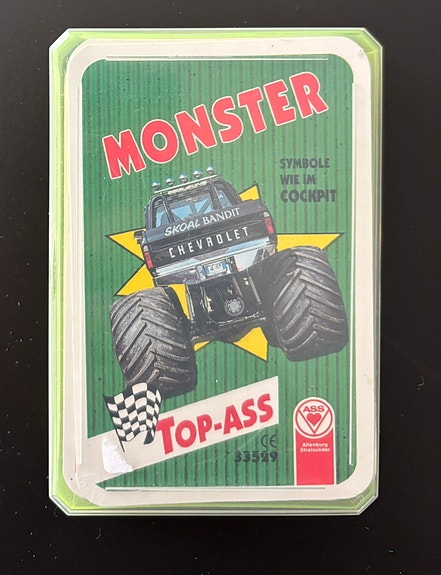 MONSTER
SYMBOLE
WIE IM
COCKPIT
SKOAL BANDIT
CHEVROLET
TOP-ASS
CE
33529
ASS
Altenburg
Stralsunder